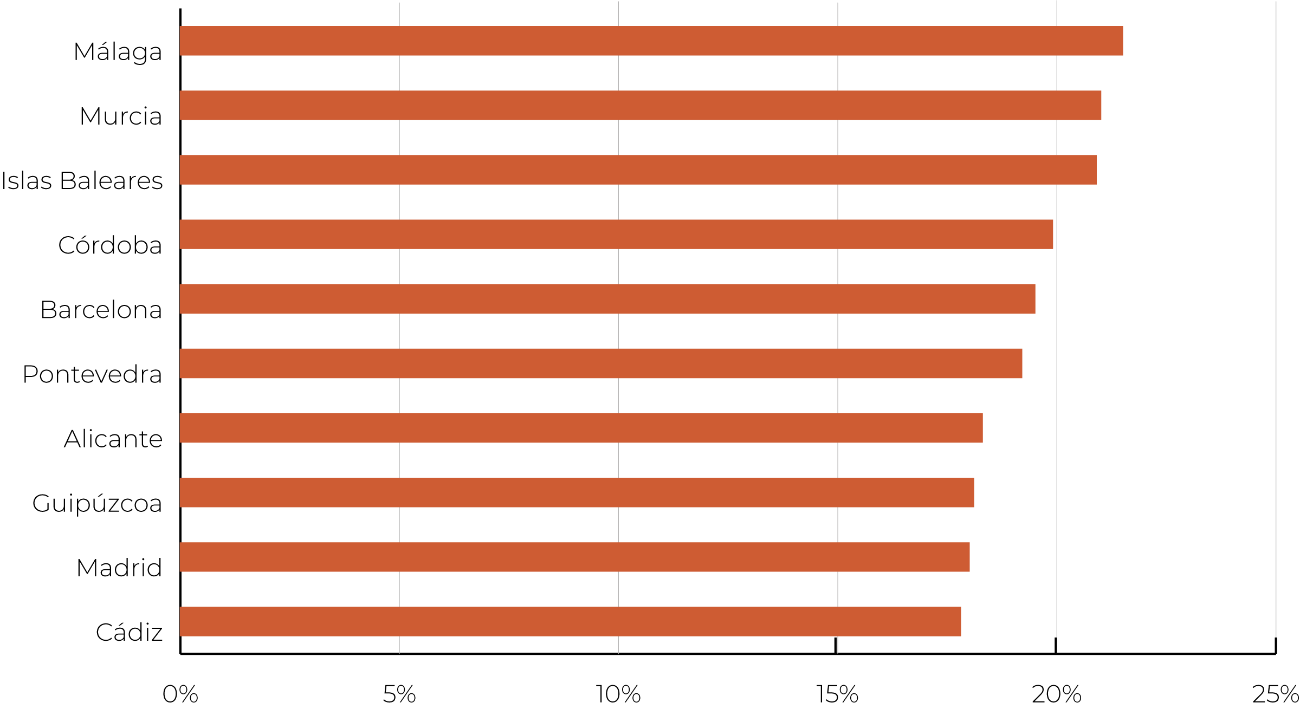 Málaga
Murcia
Islas Baleares
Córdoba
Barcelona
Pontevedra
Alicante
Guipúzcoa
Madrid
Cádiz
0% 5% 10% 15% 20% 25%